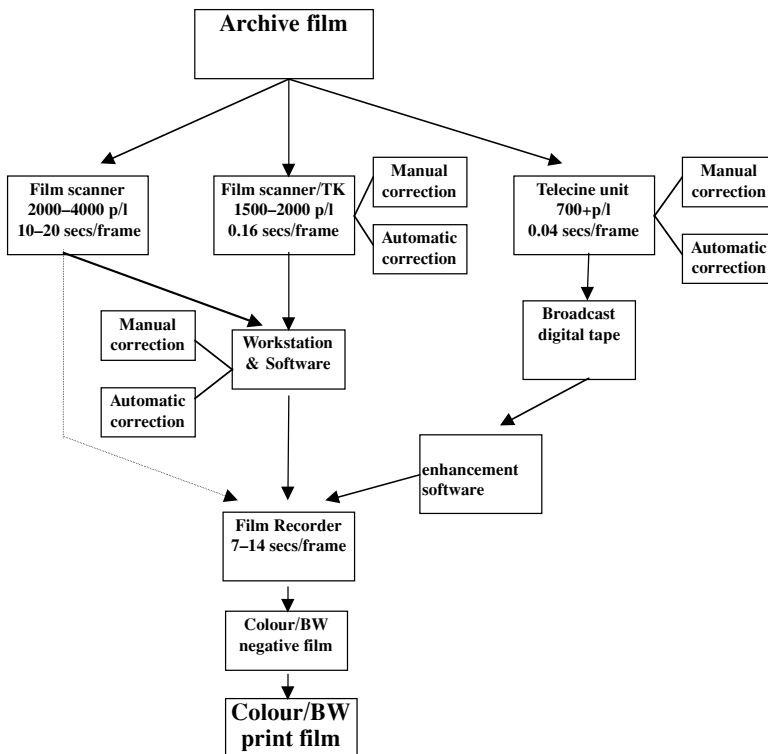 Archive film
Film scanner
2000–4000 p/l
10–20 secs/frame
Film scanner/TK
1500–2000 p/l
0.16 secs/frame
Manual
correction
Automatic
correction
Telecine unit
700+p/l
0.04 secs/frame
Manual
correction
Automatic
correction
Manual
correction
Automatic
correction
Workstation
& Software
Broadcast
digital tape
enhancement
software
Film Recorder
7–14 secs/frame
Colour/BW
negative film
Colour/BW
print film